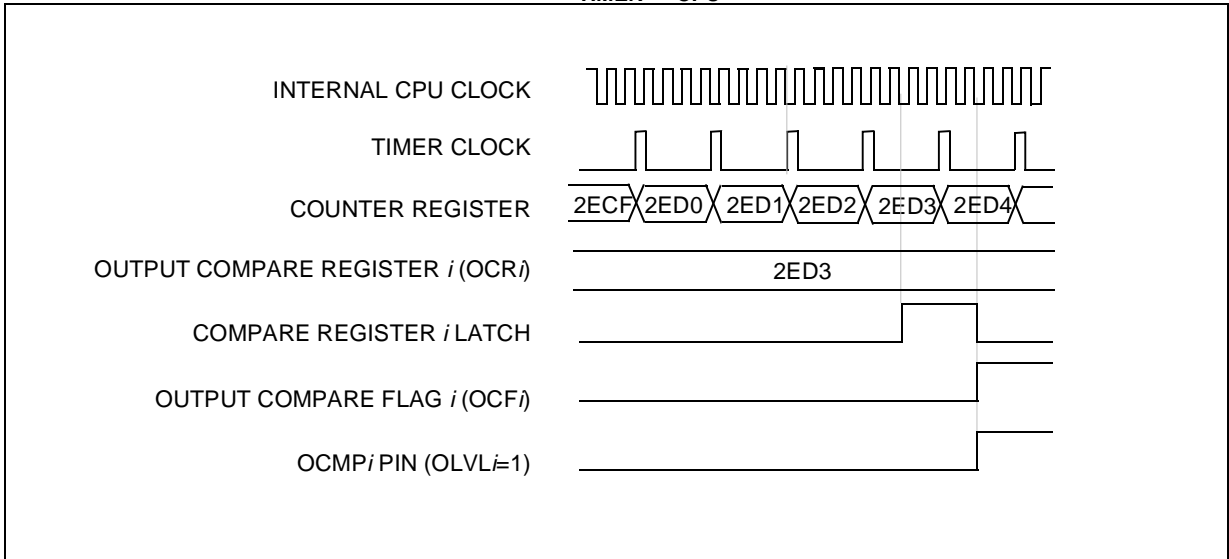 INTERNAL CPU CLOCK
TIMER CLOCK
COUNTER REGISTER 2ECF 2ED0 2ED1 2ED2 2ED3 2ED4
OUTPUT COMPARE REGISTER i (OCRi) 2ED3
COMPARE REGISTER i LATCH
OUTPUT COMPARE FLAG i (OCFi)
OCMPi PIN (OLVLi=1)